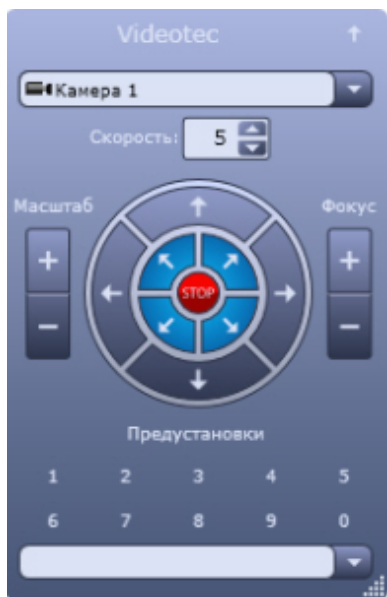 Videotec
Камера 1
Скорость: 5
Масштаб Фокус
+ +
STOP
- -
Предустановки
1 2 3 4 5
6 7 8 9 0